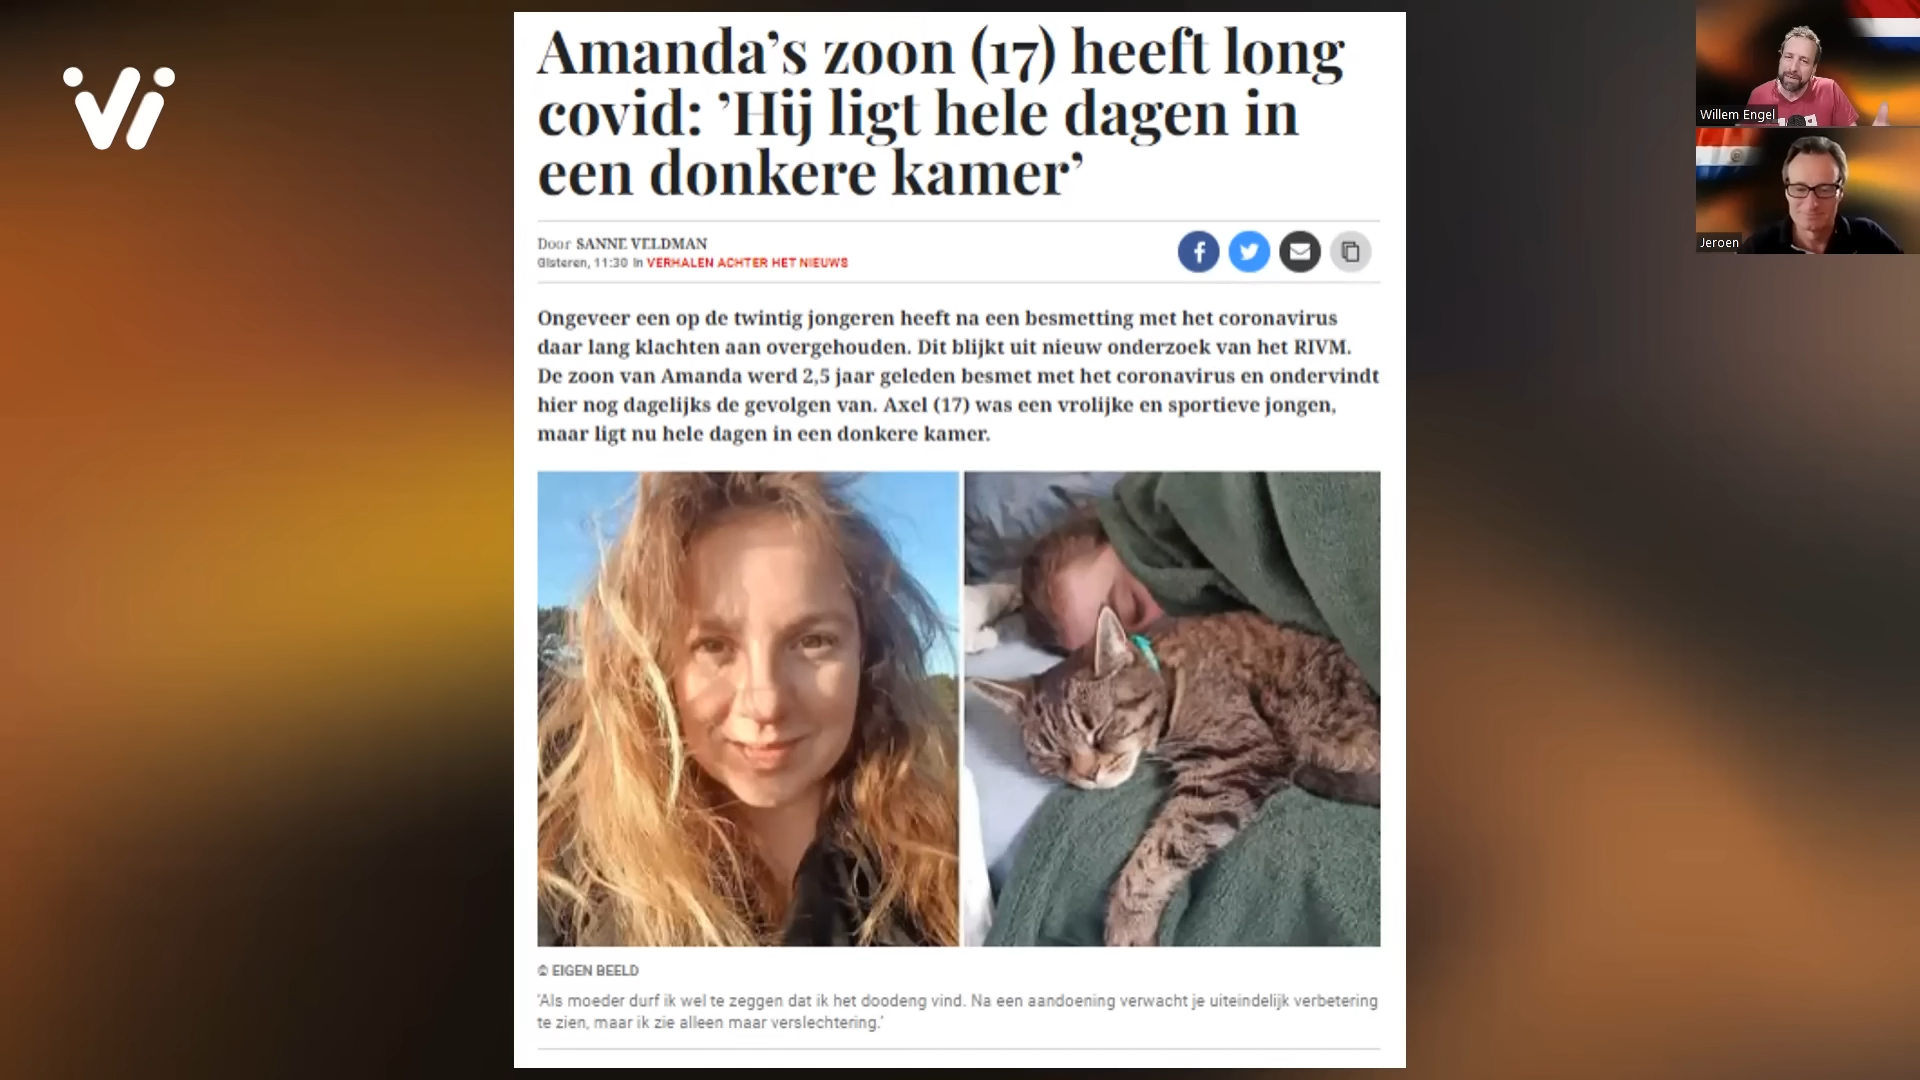 Amanda’s zoon (17) heeft long
covid: ’Hij ligt hele dagen in
een donkere kamer’
Door SANNE VELDMAN
Gisteren, 11:30 in VERHALEN ACHTER HET NIEUWS
Ongeveer een op de twintig jongeren heeft na een besmetting met het coronavirus
daar lang klachten aan overgehouden. Dit blijkt uit nieuw onderzoek van het RIVM.
De zoon van Amanda werd 2,5 jaar geleden besmet met het coronavirus en ondervindt
hier nog dagelijks de gevolgen van. Axel (17) was een vrolijke en sportieve jongen,
maar ligt nu hele dagen in een donkere kamer.
© EIGEN BEELD
'Als moeder durf ik wel te zeggen dat ik het doodeng vind. Na een aandoening verwacht je uiteindelijk verbetering
te zien, maar ik zie alleen maar verslechtering.'
Willem Engel
Jeroen